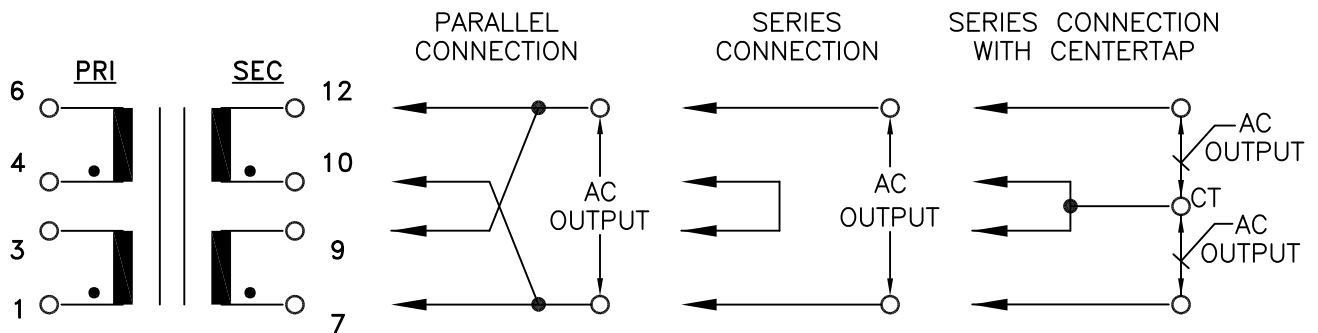 PARALLEL
CONNECTION
SERIES
CONNECTION
SERIES CONNECTION
WITH CENTERTAP
PRI
SEC
6
4
3
1
12
10
9
7
AC
OUTPUT
AC
OUTPUT
AC
OUTPUT
CT
AC
OUTPUT